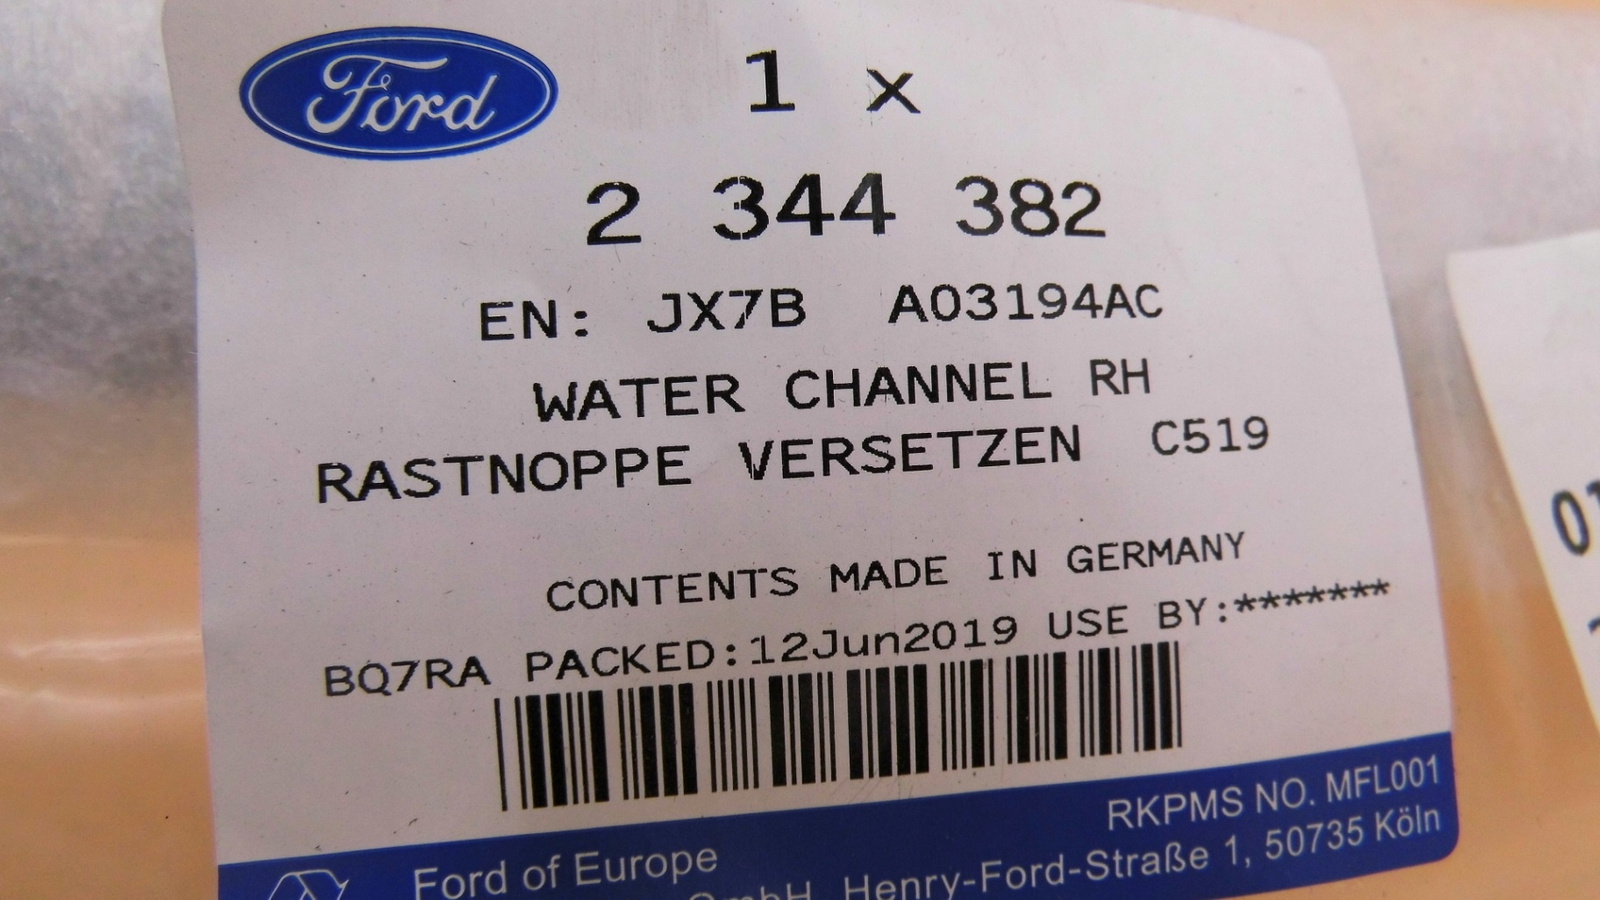 Ford
1 x
2 344 382
EN: JX7B A03194AC
WATER CHANNEL RH
RASTNOPPE VERSETZEN C519
CONTENTS MADE IN GERMANY
BQ7RA PACKED:12Jun2019 USE BY:*******
RKPMS NO. MFL001
Ford of Europe
GmbH, Henry-Ford-Straße 1, 50735 Köln